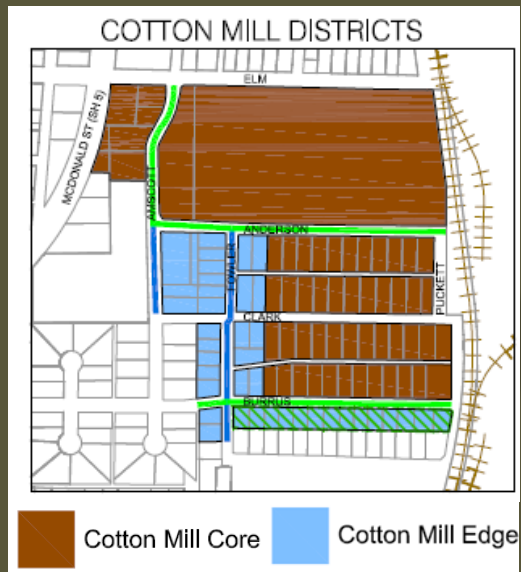 COTTON MILL DISTRICTS
ELM
MCDONALD ST (SH 5)
AMSCOTT
ANDERSON
FOWLER
PUCKETT
CLARK
BURRUS
Cotton Mill Core
Cotton Mill Edge